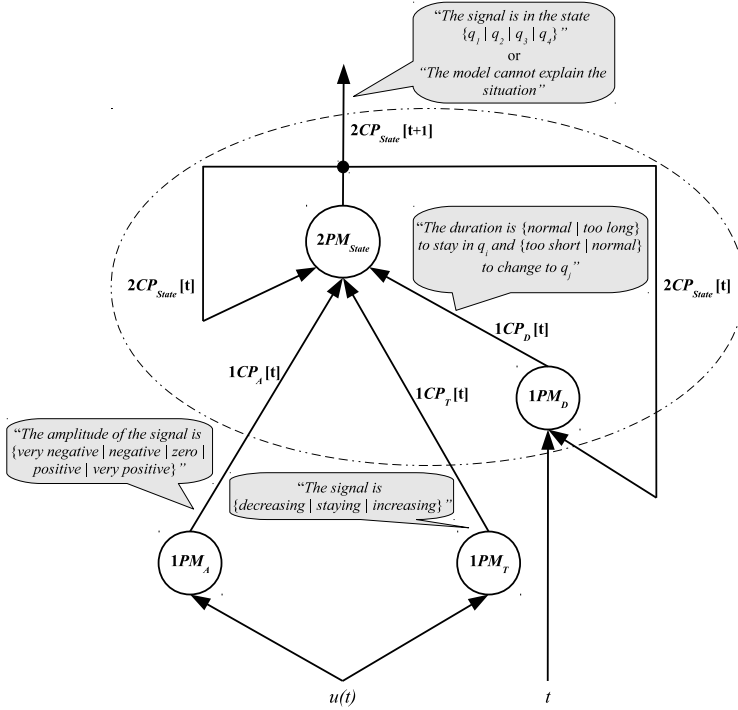 “The signal is in the state
{q1 | q2 | q3 | q4}”
or
“The model cannot explain the
situation”
2CPState[t+1]
2PMState
“The duration is {normal | too long}
to stay in qi and {too short | normal}
to change to qj”
2CPState[t]
2CPState[t]
1CPD[t]
1CPA[t]
1CPT[t]
1PMD
“The amplitude of the signal is
{very negative | negative | zero |
positive | very positive}”
“The signal is
{decreasing | staying | increasing}”
1PMA
1PMT
u(t)
t